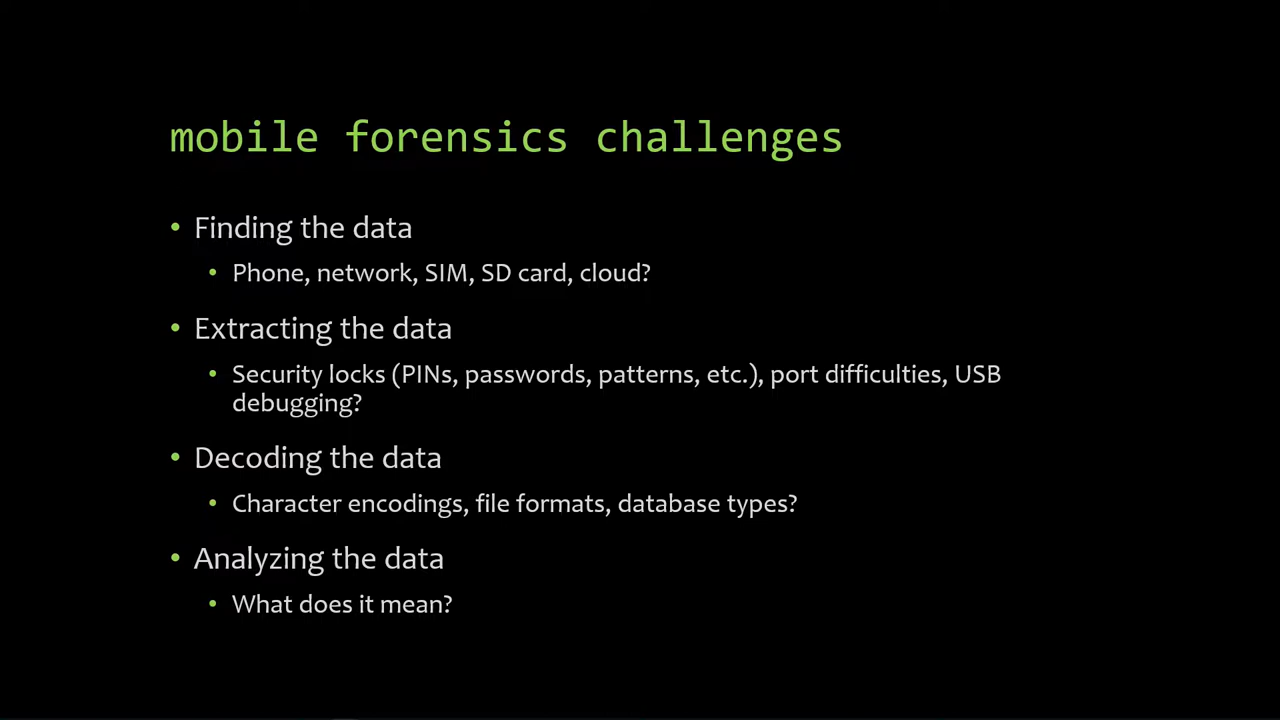 mobile forensics challenges
• Finding the data
• Phone, network, SIM, SD card, cloud?
• Extracting the data
• Security locks (PINs, passwords, patterns, etc.), port difficulties, USB
debugging?
• Decoding the data
• Character encodings, file formats, database types?
• Analyzing the data
• What does it mean?